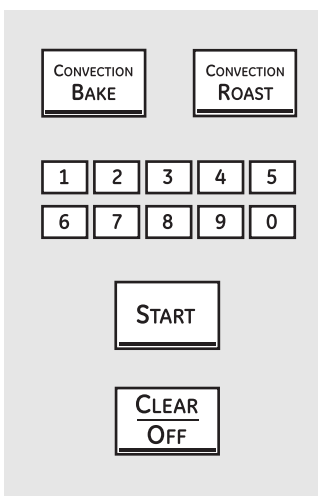 CONVECTION CONVECTION
BAKE ROAST
1 2 3 4 5
6 7 8 9 0
START
CLEAR
OFF